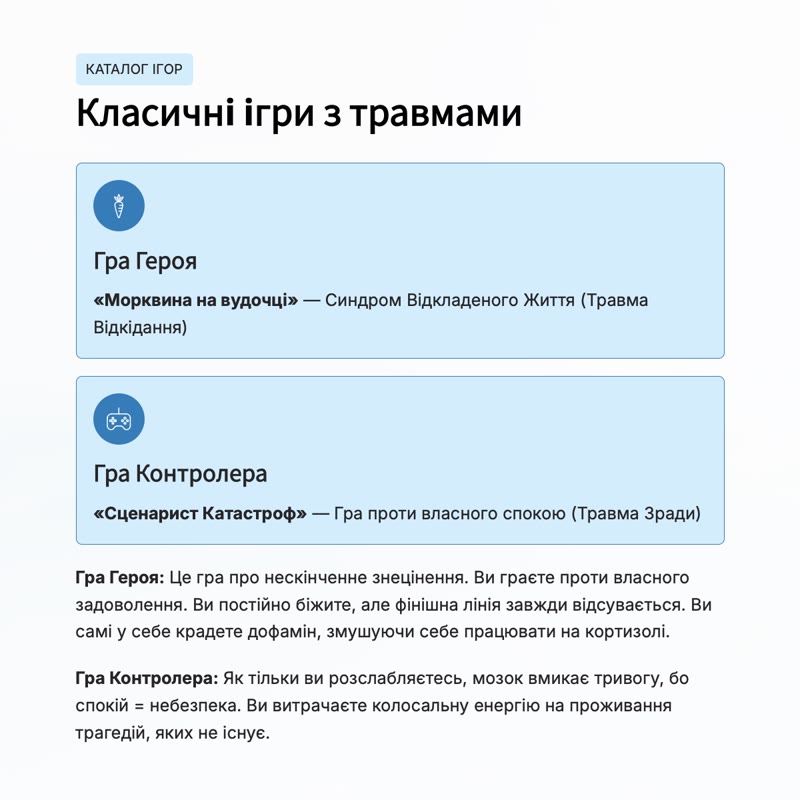 КАТАЛОГ ІГОР
Класичні ігри з травмами
Гра Героя
«Морквина на вудочці» — Синдром Відкладеного Життя (Травма
Відкідання)
Гра Контролера
«Сценарист Катастроф» — Гра проти власного спокою (Травма Зради)
Гра Героя: Це гра про нескінченне знецінення. Ви граєте проти власного
задоволення. Ви постійно біжите, але фінішна лінія завжди відсувається. Ви
самі у себе крадете дофамін, змушуючи себе працювати на кортизолі.
Гра Контролера: Як тільки ви розслабляєтесь, мозок вмикає тривогу, бо
спокій = небезпека. Ви витрачаєте колосальну енергію на проживання
трагедій, яких не існує.